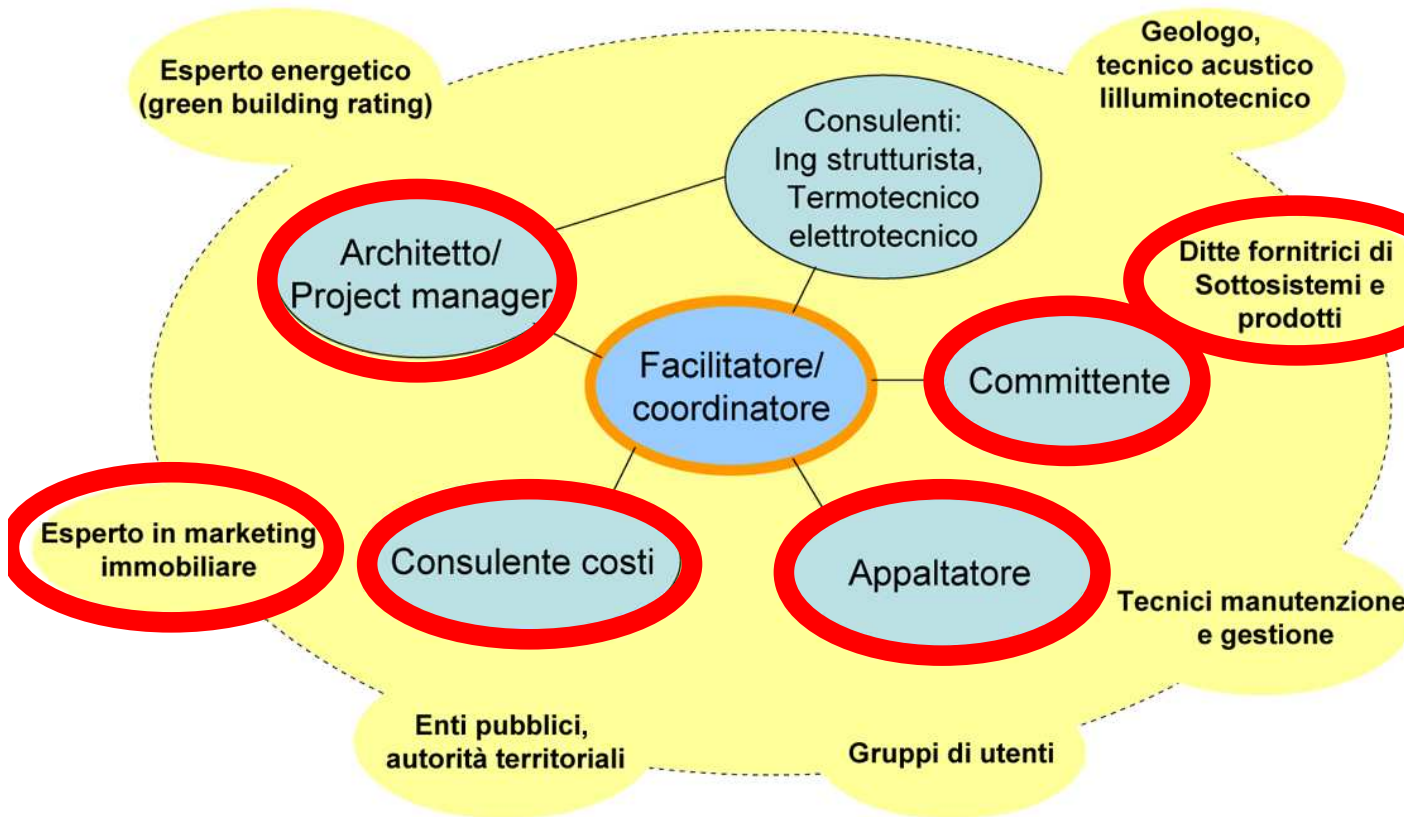 Esperto energetico
(green building rating)
Geologo,
tecnico acustico
lilluminotecnico
Consulenti:
Ing strutturista,
Termotecnico
elettrotecnico
Architetto/
Project manager
Ditte fornitrici di
Sottosistemi e
prodotti
Facilitatore/
coordinatore
Committente
Esperto in marketing
immobiliare
Consulente costi
Appaltatore
Tecnici manutenzione
e gestione
Enti pubblici,
autorità territoriali
Gruppi di utenti